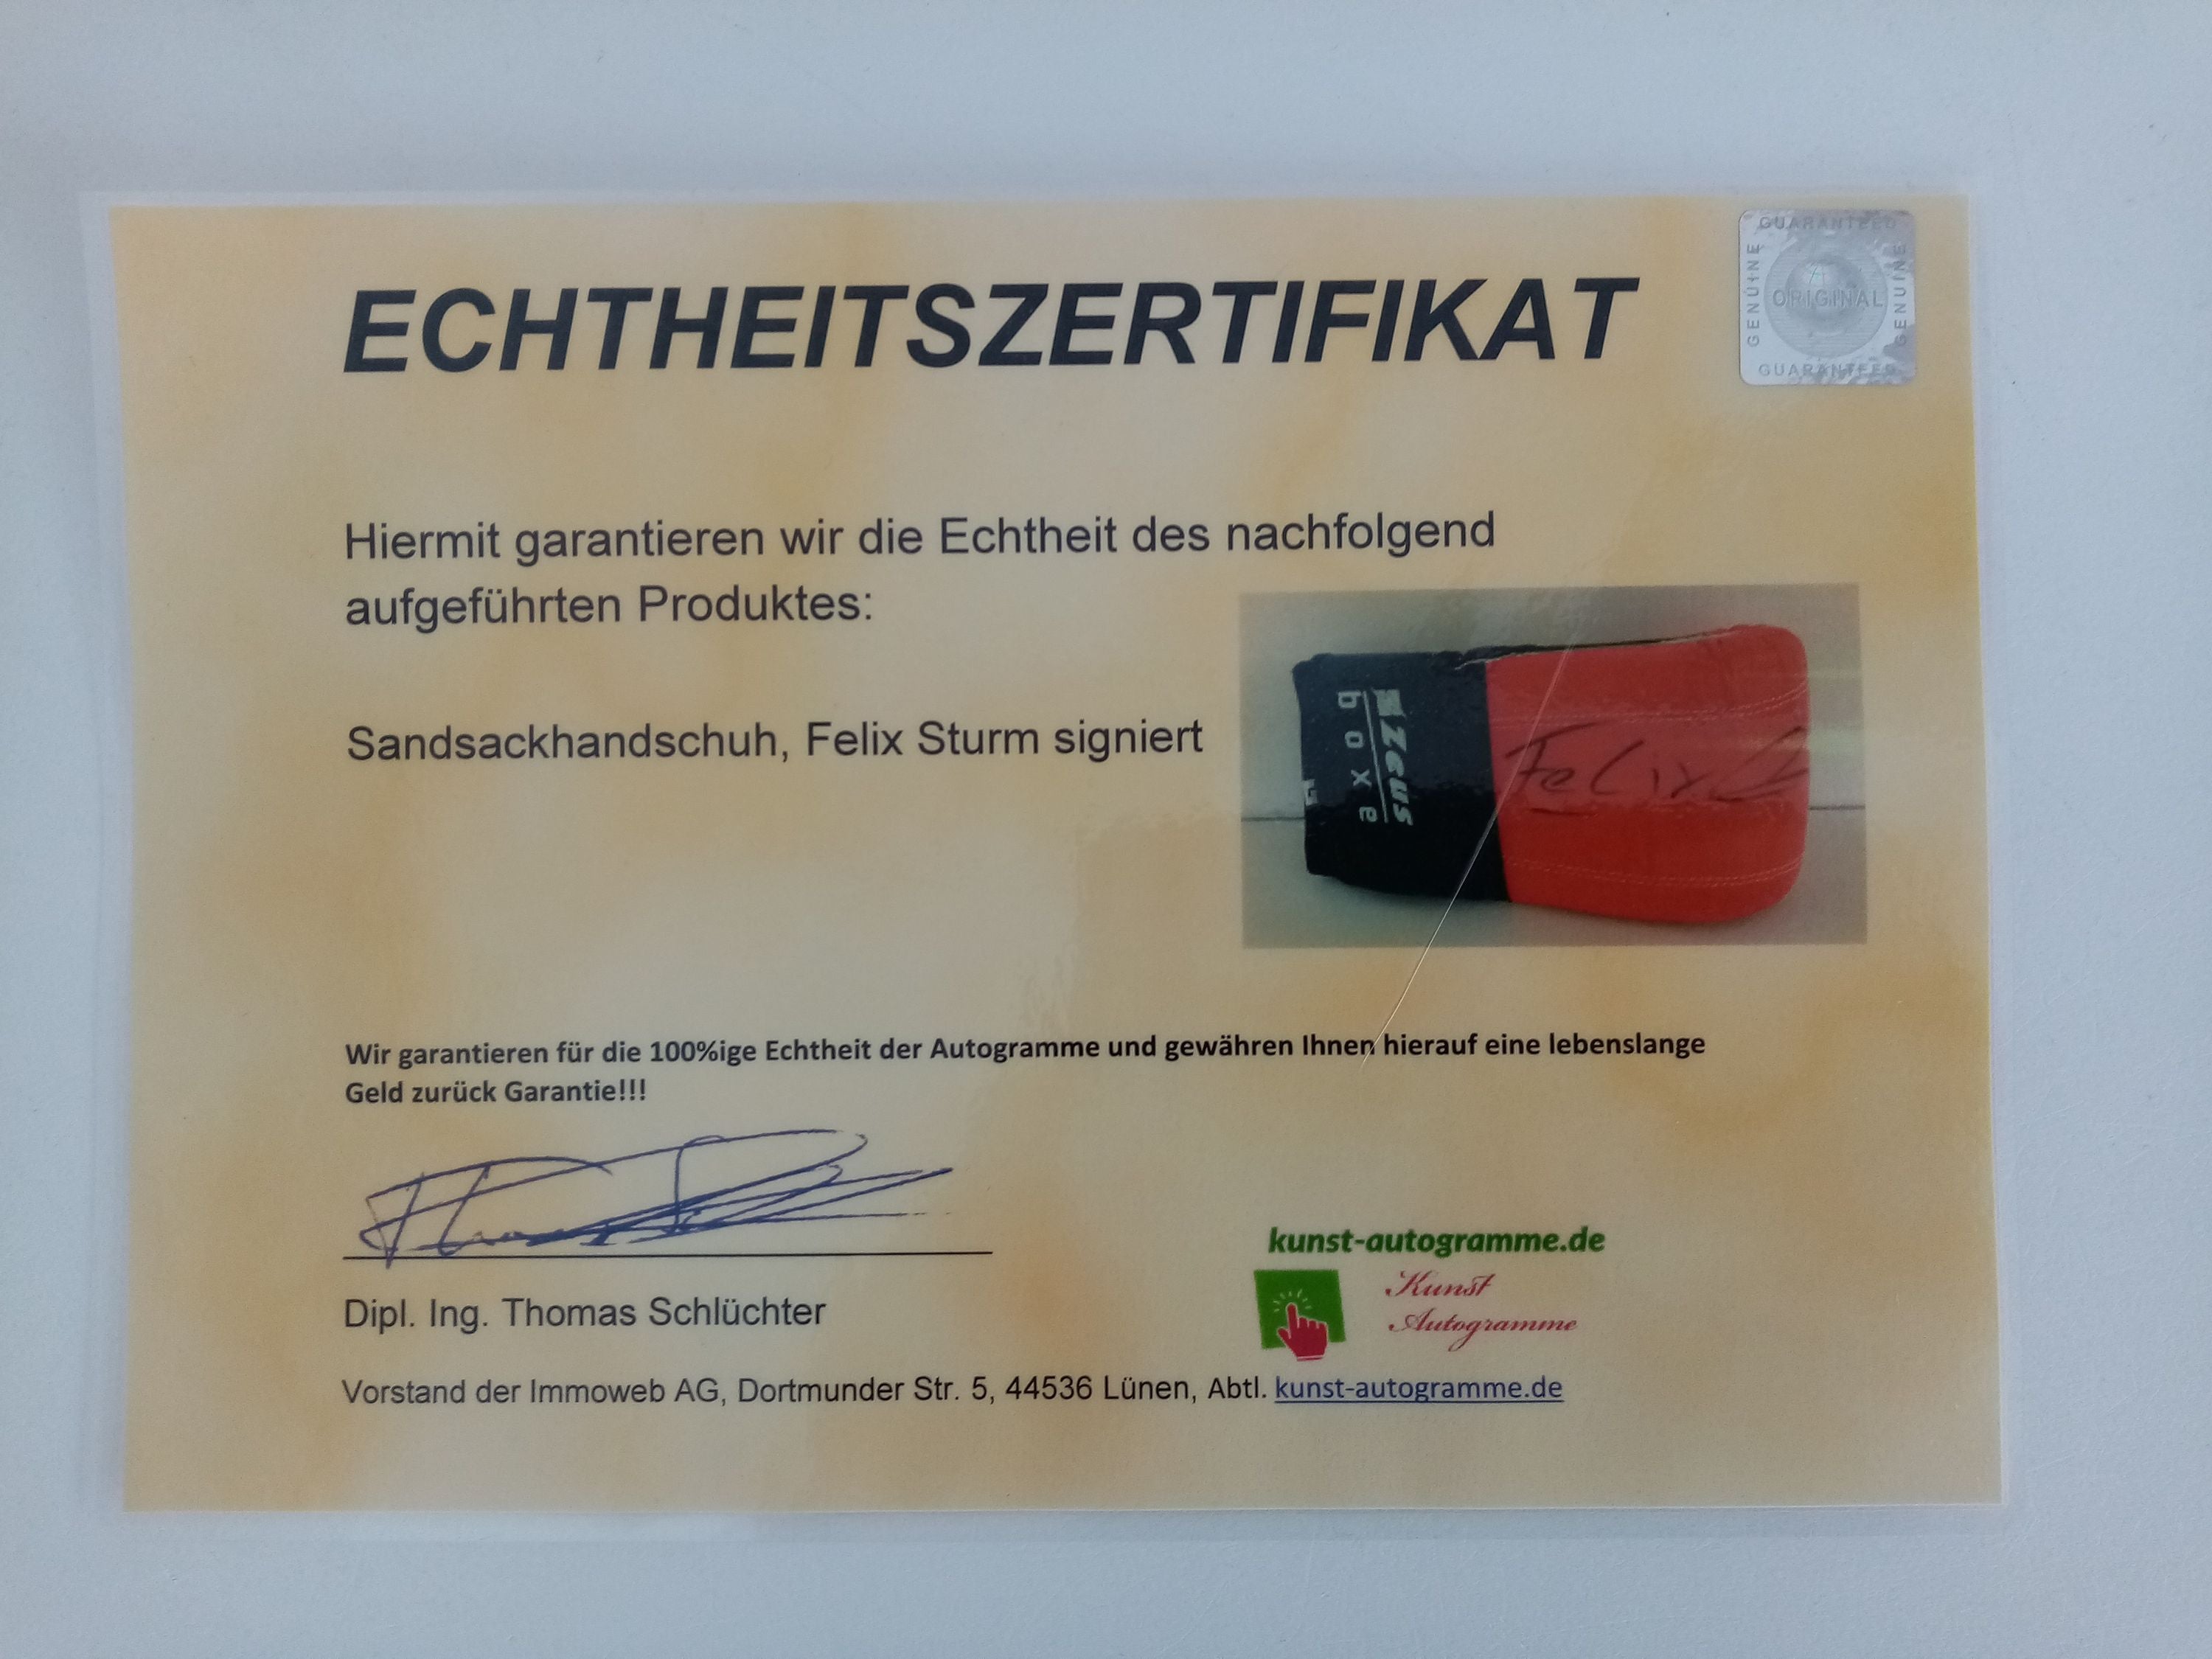 GUARANTEED
GENUINE
ORIGINAL
GENUINE
GUARANTEED
ECHTHEITSZERTIFIKAT
Hiermit garantieren wir die Echtheit des nachfolgend
aufgeführten Produktes:
Sandsackhandschuh, Felix Sturm signiert
Zeus
boxe
Felix
Wir garantieren für die 100%ige Echtheit der Autogramme und gewähren Ihnen hierauf eine lebenslange
Geld zurück Garantie!!!
Dipl. Ing. Thomas Schlüchter
kunst-autogramme.de
Kunst
Autogramme
Vorstand der Immoweb AG, Dortmunder Str. 5, 44536 Lünen, Abtl. kunst-autogramme.de